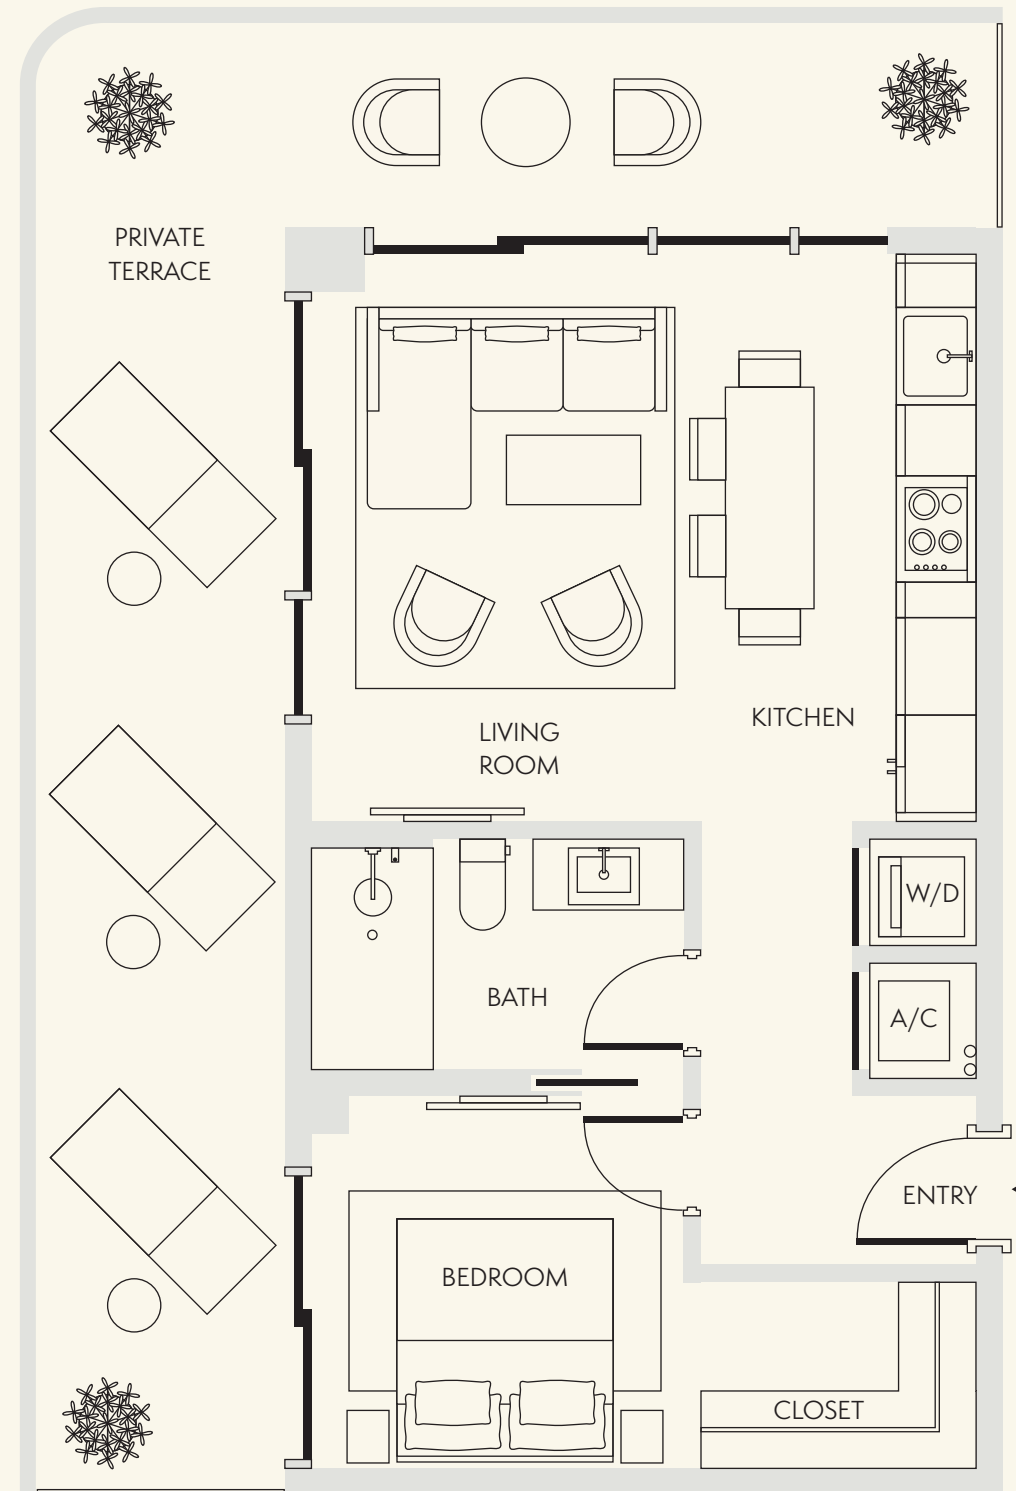 PRIVATE
TERRACE
LIVING
ROOM
KITCHEN
W/D
BATH
A/C
ENTRY
BEDROOM
CLOSET